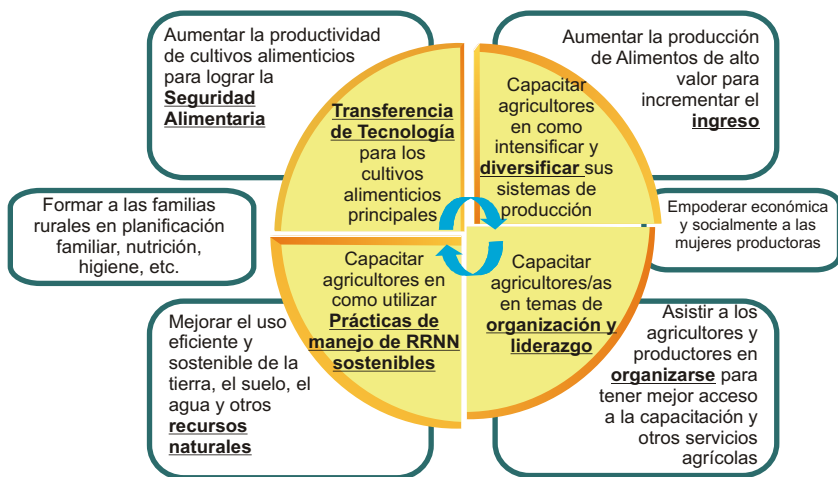 Aumentar la productividad
de cultivos alimenticios
para lograr la
Seguridad
Alimentaria
Transferencia
de Tecnología
para los
cultivos
alimenticios
principales
Capacitar
agricultores
en como
intensificar y
diversificar sus
sistemas de
producción
Aumentar la producción
de Alimentos de alto
valor para
incrementar el
ingreso
Formar a las familias
rurales en planificación
familiar, nutrición,
higiene, etc.
Empoderar económica
y socialmente a las
mujeres productoras
Mejorar el uso
eficiente y
sostenible de la
tierra, el suelo, el
agua y otros
recursos
naturales
Capacitar
agricultores en
como utilizar
Prácticas de
manejo de RRNN
sostenibles
Capacitar
agricultores/as
en temas de
organización y
liderazgo
Asistir a los
agricultores y
productores en
organizarse para
tener mejor acceso
a la capacitación y
otros servicios
agrícolas